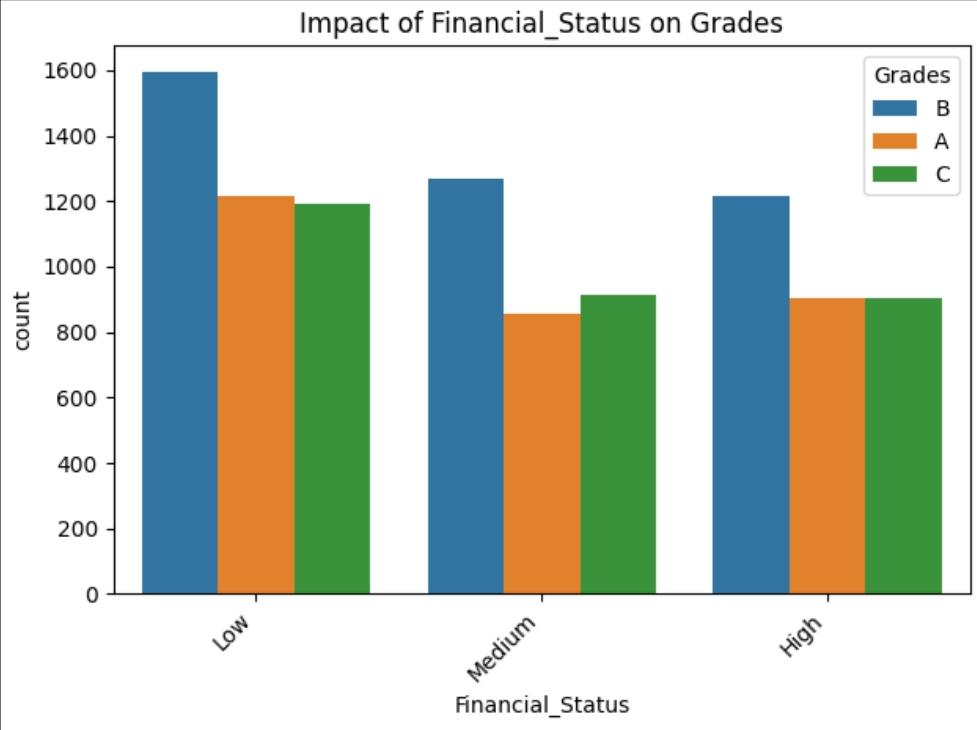 Impact of Financial_Status on Grades
Grades
B
A
C
1600
1400
1200
1000
800
600
400
200
0
count
Low
Medium
High
Financial_Status